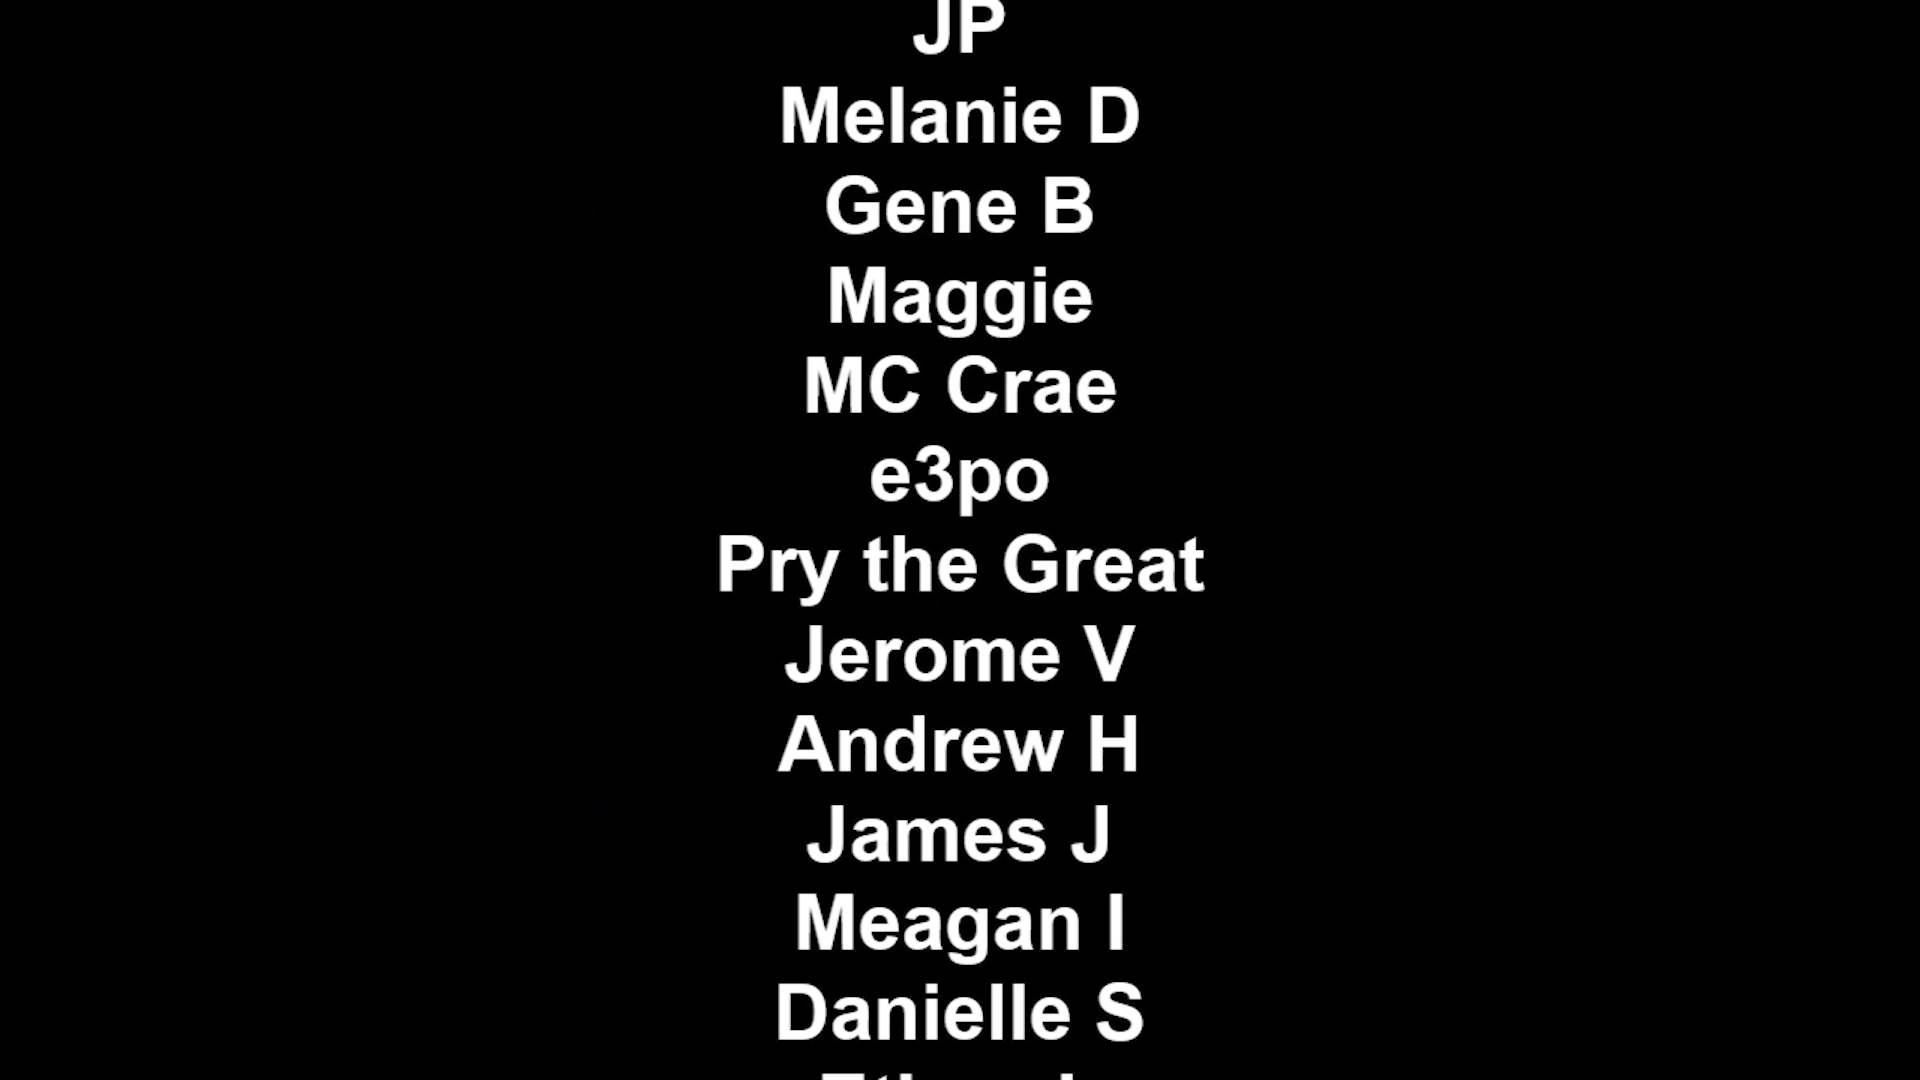 JP
Melanie D
Gene B
Maggie
MC Crae
e3po
Pry the Great
Jerome V
Andrew H
James J
Meagan I
Danielle S